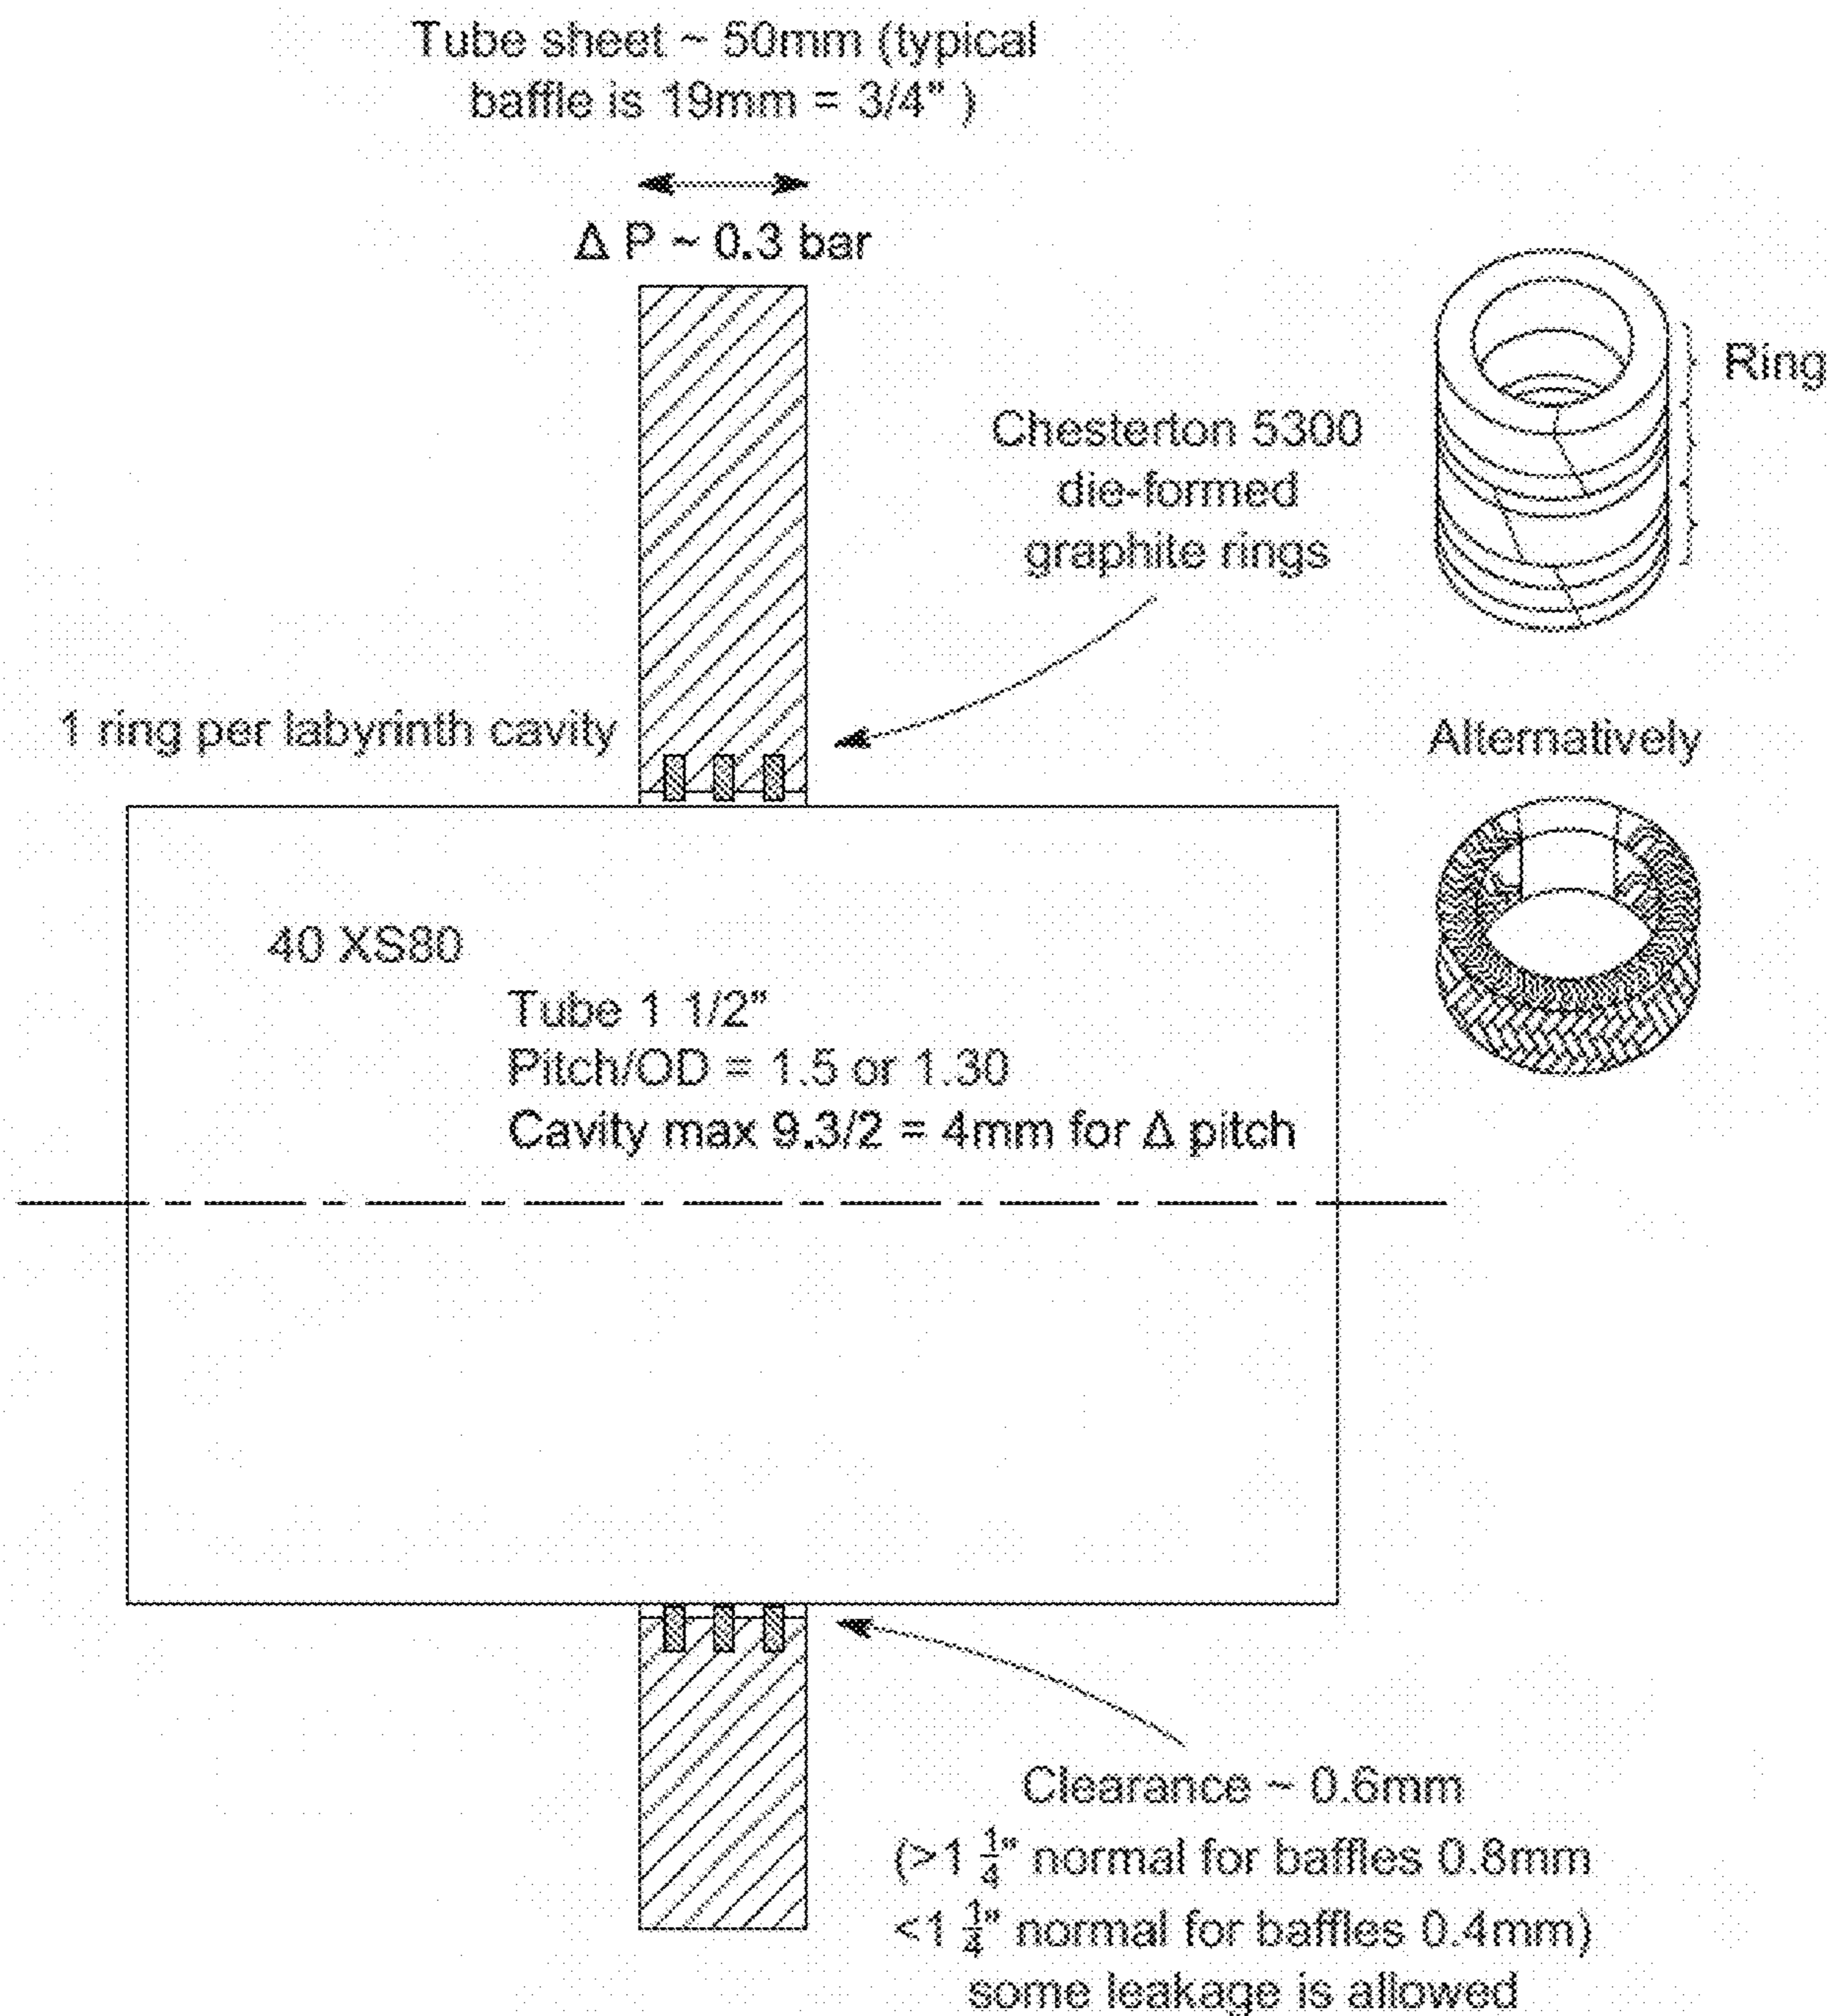 Tube sheet ~ 50mm (typical
baffle is 19mm = 3/4" )
Δ P ~ 0.3 bar
Ring
Chesterton 5300
die-formed
graphite rings
1 ring per labyrinth cavity
Alternatively
40 XS80
Tube 1 1/2"
Pitch/OD = 1.5 or 1.30
Cavity max 9.3/2 = 4mm for Δ pitch
Clearance ~ 0.6mm
(>1 1/4" normal for baffles 0.8mm
<1 1/4" normal for baffles 0.4mm)
some leakage is allowed